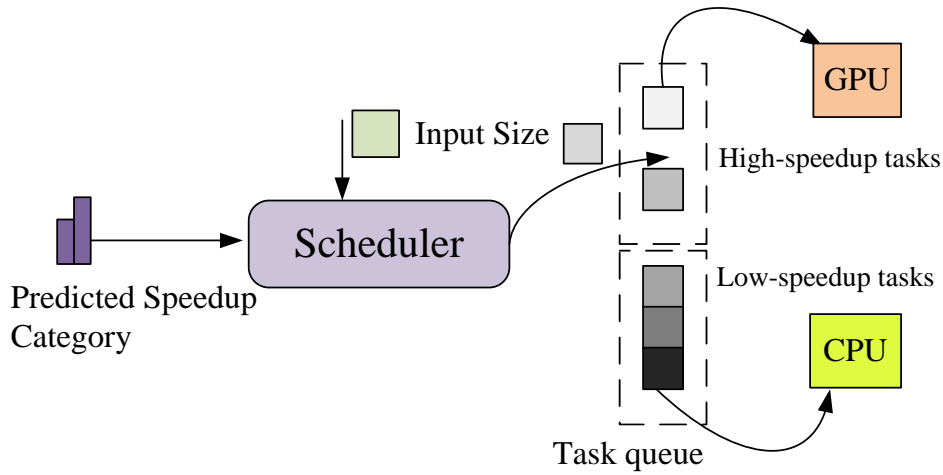 GPU
Input Size
High-speedup tasks
Scheduler
Low-speedup tasks
Predicted Speedup
Category
CPU
Task queue